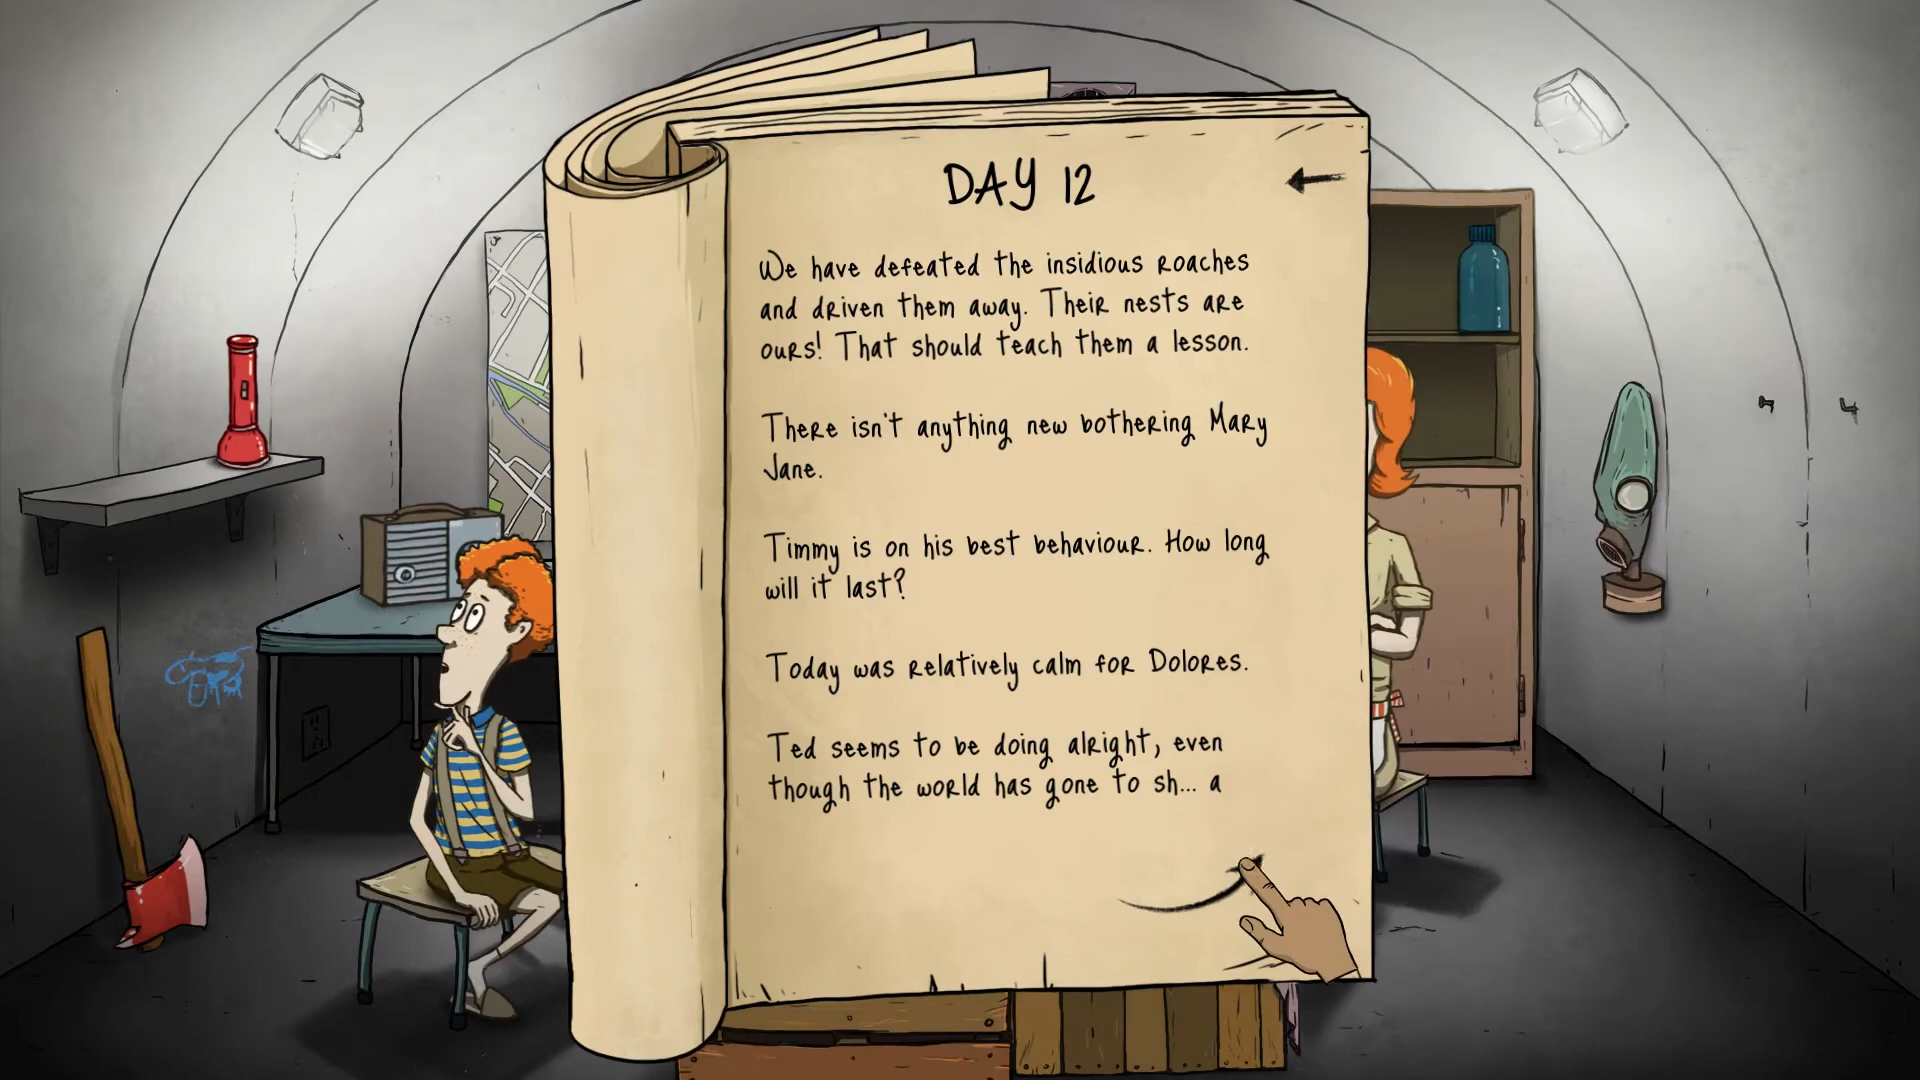 DAY 12
We have defeated the insidious roaches
and driven them away. Their nests are
ours! That should teach them a lesson.
There isn't anything new bothering Mary
Jane.
Timmy is on his best behaviour. How long
will it last?
Today was relatively calm for Dolores.
Ted seems to be doing alright, even
though the world has gone to sh... a